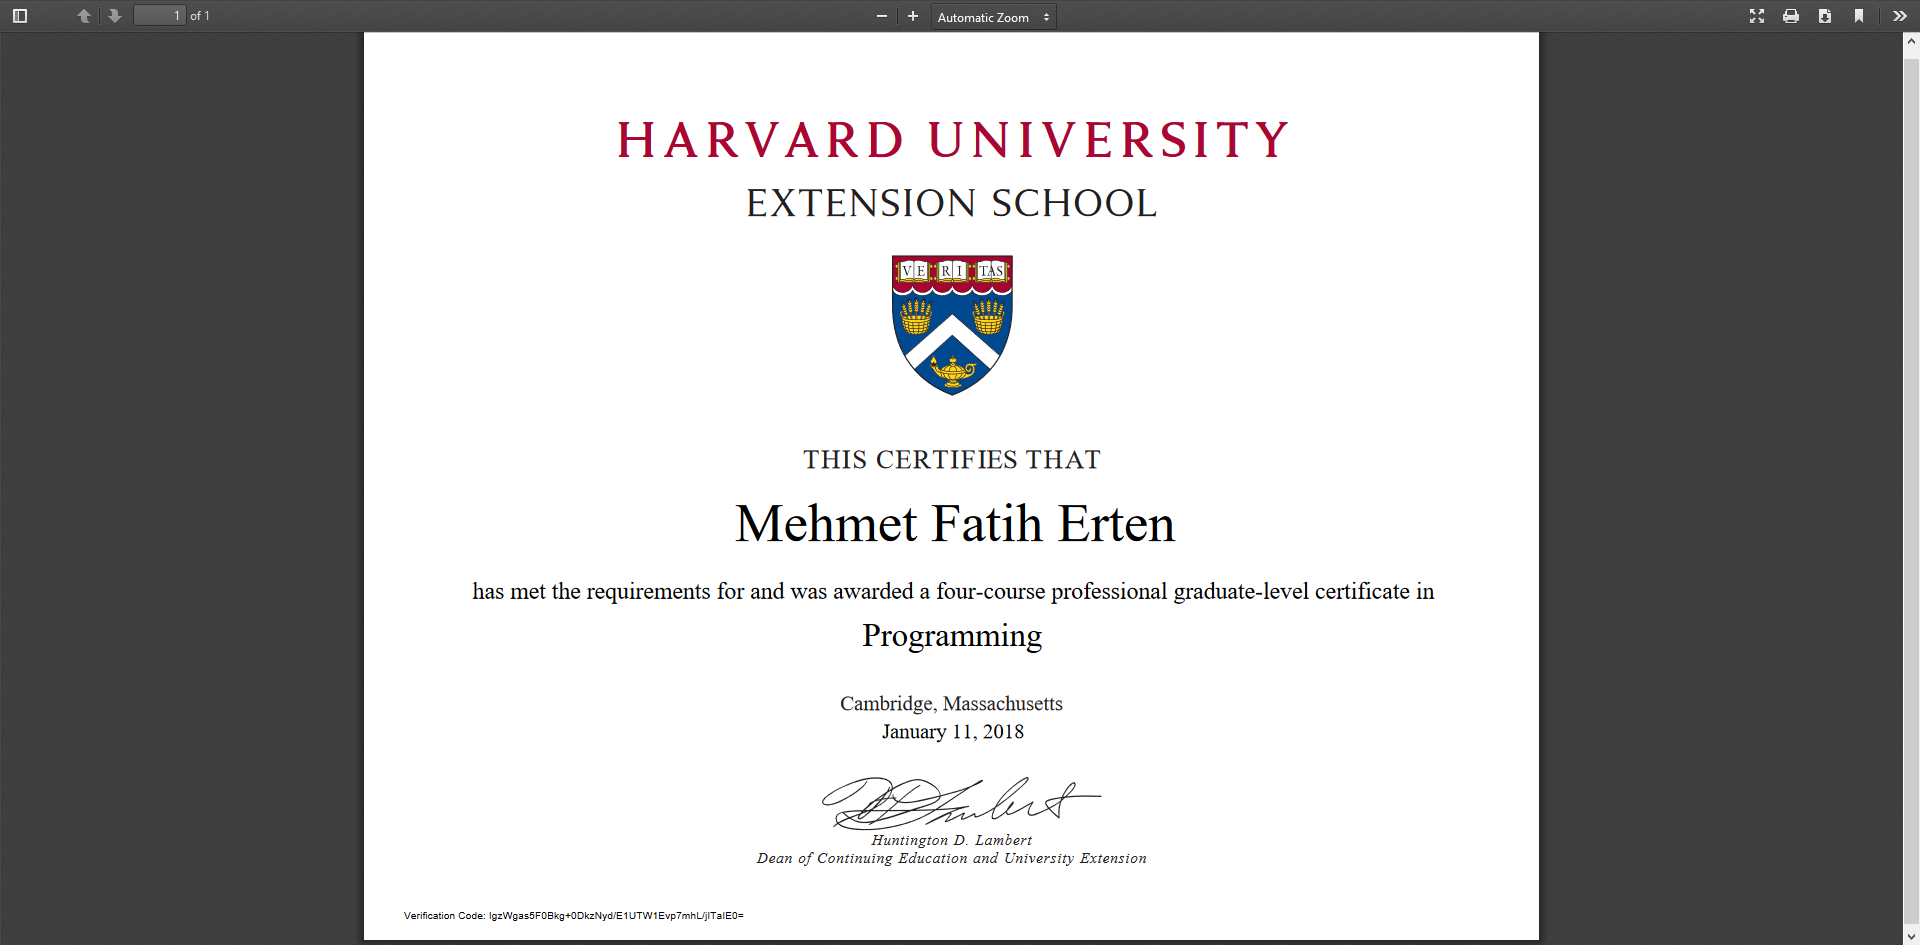 1 of 1
Automatic Zoom
HARVARD UNIVERSITY
EXTENSION SCHOOL
VE RI TAS
THIS CERTIFIES THAT
Mehmet Fatih Erten
has met the requirements for and was awarded a four-course professional graduate-level certificate in
Programming
Cambridge, Massachusetts
January 11, 2018
Huntington D. Lambert
Dean of Continuing Education and University Extension
Verification Code: IgzWgas5F0Bkg+0DkzNyd/E1UTW1Evp7mhL/jITaIE0=